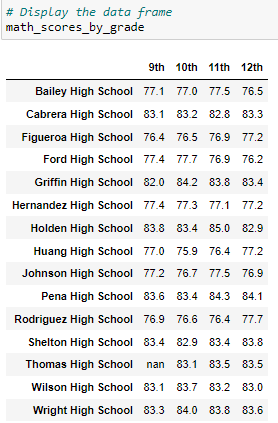 # Display the data frame
math_scores_by_grade
9th 10th 11th 12th
Bailey High School 77.1 77.0 77.5 76.5
Cabrera High School 83.1 83.2 82.8 83.3
Figueroa High School 76.4 76.5 76.9 77.2
Ford High School 77.4 77.7 76.9 76.2
Griffin High School 82.0 84.2 83.8 83.4
Hernandez High School 77.4 77.3 77.1 77.2
Holden High School 83.8 83.4 85.0 82.9
Huang High School 77.0 75.9 76.4 77.2
Johnson High School 77.2 76.7 77.5 76.9
Pena High School 83.6 83.4 84.3 84.1
Rodriguez High School 76.9 76.6 76.4 77.7
Shelton High School 83.4 82.9 83.4 83.8
Thomas High School nan 83.1 83.5 83.5
Wilson High School 83.1 83.7 83.2 83.0
Wright High School 83.3 84.0 83.8 83.6